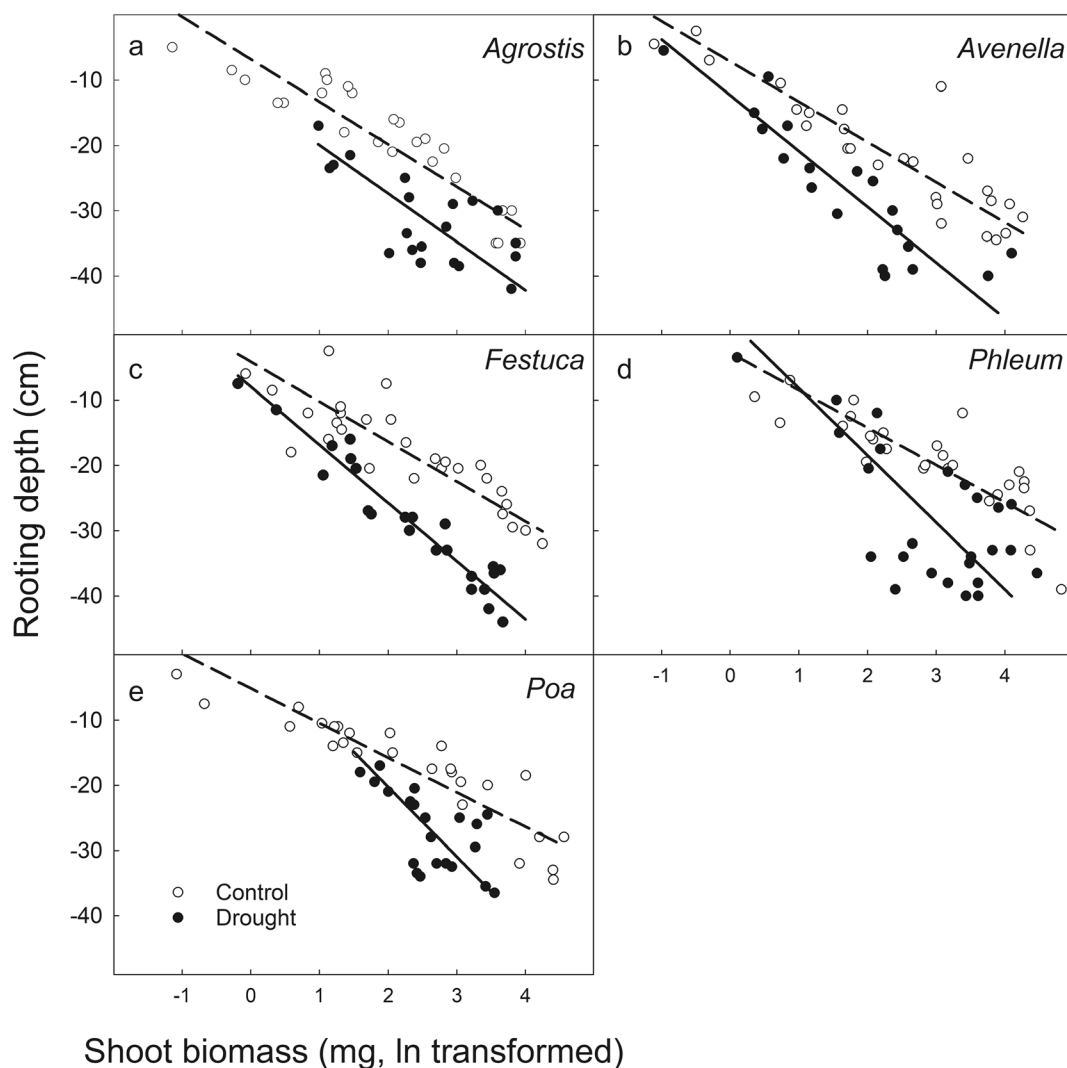 a Agrostis
b Avenella
-10
-20
-30
-40
c Festuca
d Phleum
-10
-20
-30
-40
-1 0 1 2 3 4
Rooting depth (cm)
e Poa
-10
-20
-30
-40
Control
Drought
-1 0 1 2 3 4
Shoot biomass (mg, ln transformed)